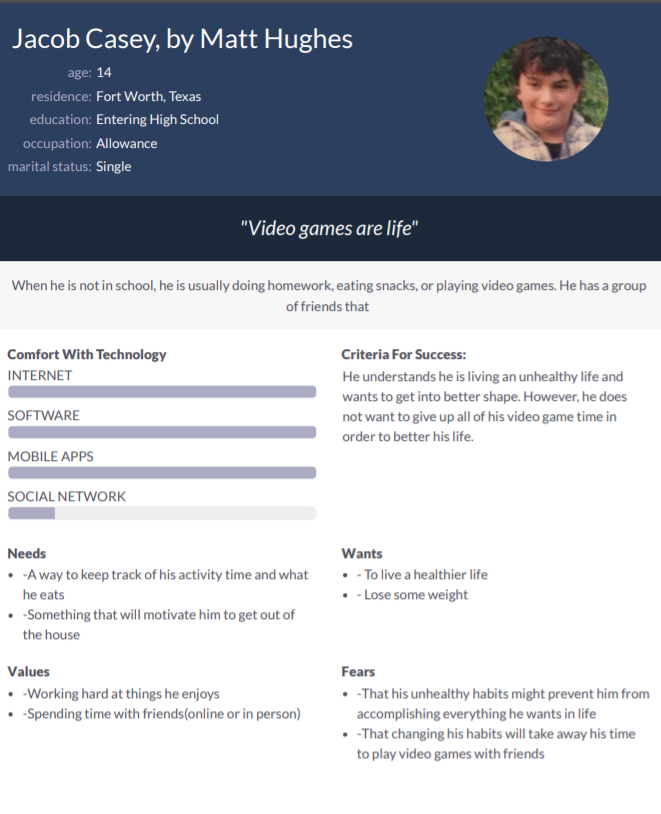 Jacob Casey, by Matt Hughes
age: 14
residence: Fort Worth, Texas
education: Entering High School
occupation: Allowance
marital status: Single
"Video games are life"
When he is not in school, he is usually doing homework, eating snacks, or playing video games. He has a group
of friends that
Comfort With Technology
INTERNET
SOFTWARE
MOBILE APPS
SOCIAL NETWORK
Criteria For Success:
He understands he is living an unhealthy life and
wants to get into better shape. However, he does
not want to give up all of his video game time in
order to better his life.
Needs
• -A way to keep track of his activity time and what
he eats
• -Something that will motivate him to get out of
the house
Wants
• - To live a healthier life
• - Lose some weight
Values
• -Working hard at things he enjoys
• -Spending time with friends(online or in person)
Fears
• -That his unhealthy habits might prevent him from
accomplishing everything he wants in life
• -That changing his habits will take away his time
to play video games with friends